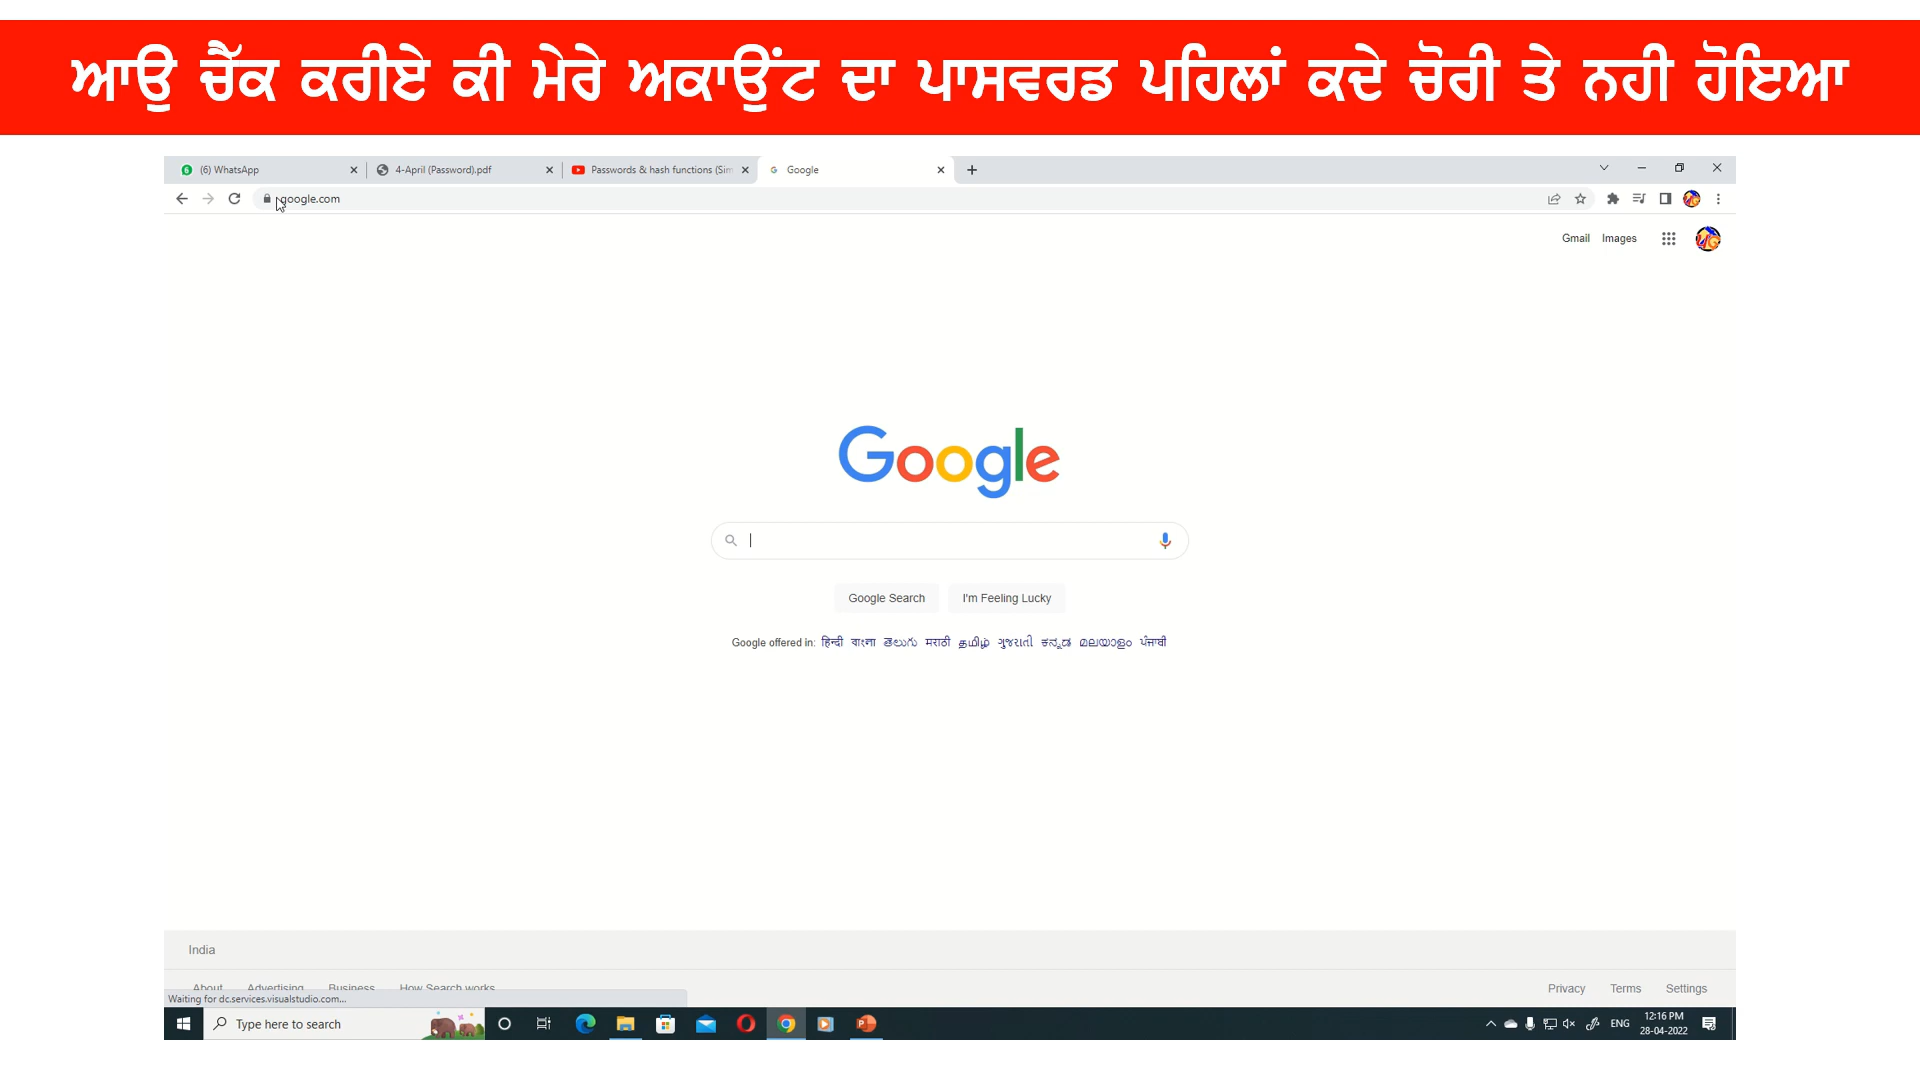 ਆਉ ਚੈੱਕ ਕਰੀਏ ਕੀ ਮੇਰੇ ਅਕਾਉਂਟ ਦਾ ਪਾਸਵਰਡ ਪਹਿਲਾਂ ਕਦੇ ਚੋਰੀ ਤੇ ਨਹੀ ਹੋਇਆ
(6) WhatsApp 4-April (Password).pdf Passwords & hash functions (Sim Google
google.com
Gmail Images
Google
Google Search I'm Feeling Lucky
Google offered in: हिन्दी বাংলা తెలుగు मराठी தமிழ் ગુજરાતી ಕನ್ನಡ മലയാളം ਪੰਜਾਬੀ
India
About Advertising Business How Search works Privacy Terms Settings
Waiting for dc.services.visualstudio.com...
Type here to search ENG 12:16 PM
28-04-2022